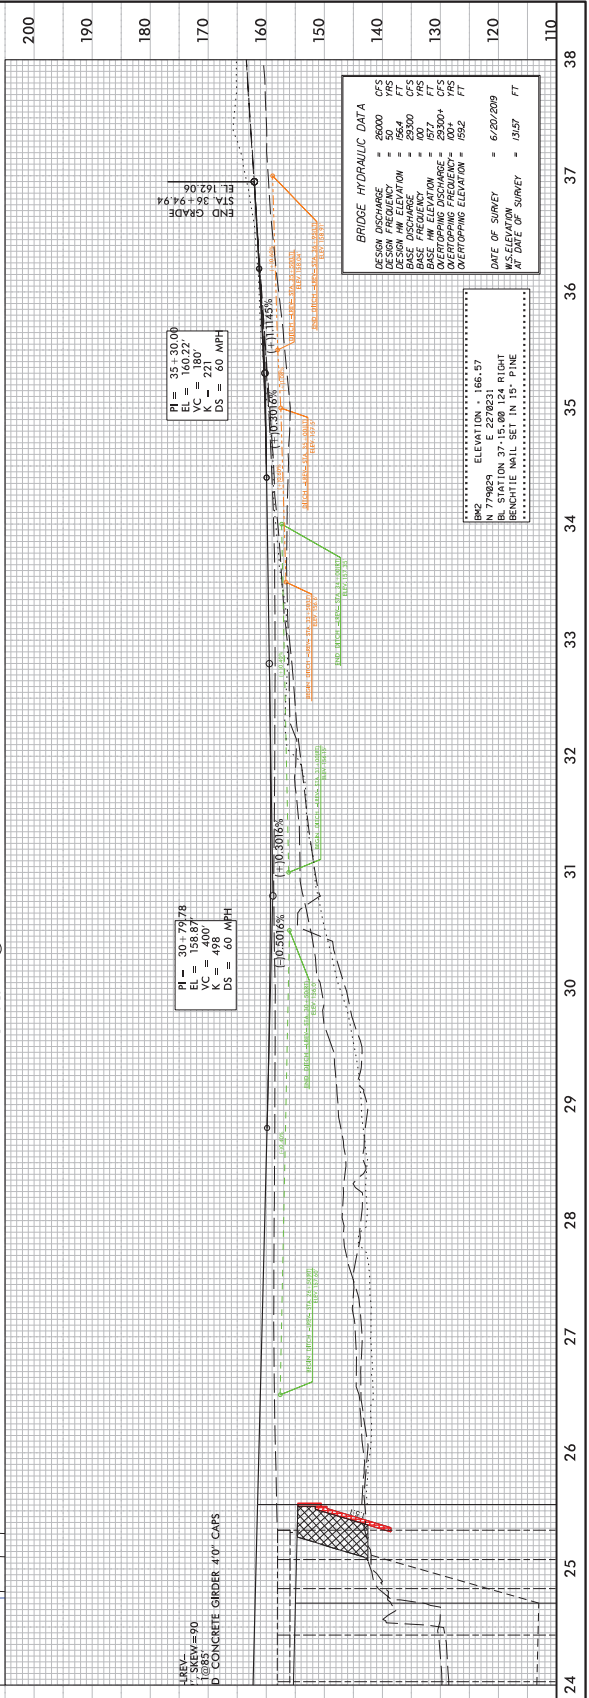 -LREV-
SKEW=90
1@85'
D CONCRETE GIRDER 4'0" CAPS
PI = 30+79.78
EL = 158.87'
VC = 400'
K = 498
DS = 60 MPH
PI = 35+30.00
EL = 160.22'
VC = 180'
K = 221
DS = 60 MPH
END GRADE
STA. 36+94.94
EL. 162.06
(-)0.5016%
(+)0.3016%
(+)0.3016%
(+)1.1145%
BRIDGE HYDRAULIC DATA
DESIGN DISCHARGE = 26000 CFS
DESIGN FREQUENCY = 50 YRS
DESIGN HW ELEVATION = 156.4 FT
BASE DISCHARGE = 29300 CFS
BASE FREQUENCY = 100 YRS
BASE HW ELEVATION = 157.7 FT
OVERTOPPING DISCHARGE = 29300+ CFS
OVERTOPPING FREQUENCY = 100+ YRS
OVERTOPPING ELEVATION = 159.2 FT
DATE OF SURVEY = 6/20/2019
W.S. ELEVATION
AT DATE OF SURVEY = 131.57 FT
BM2 ELEVATION = 166.57
N 779029 E 2270231
BL STATION 37+15.00 124 RIGHT
BENCHTIE NAIL SET IN 15" PINE
200
190
180
170
160
150
140
130
120
110
24 25 26 27 28 29 30 31 32 33 34 35 36 37 38